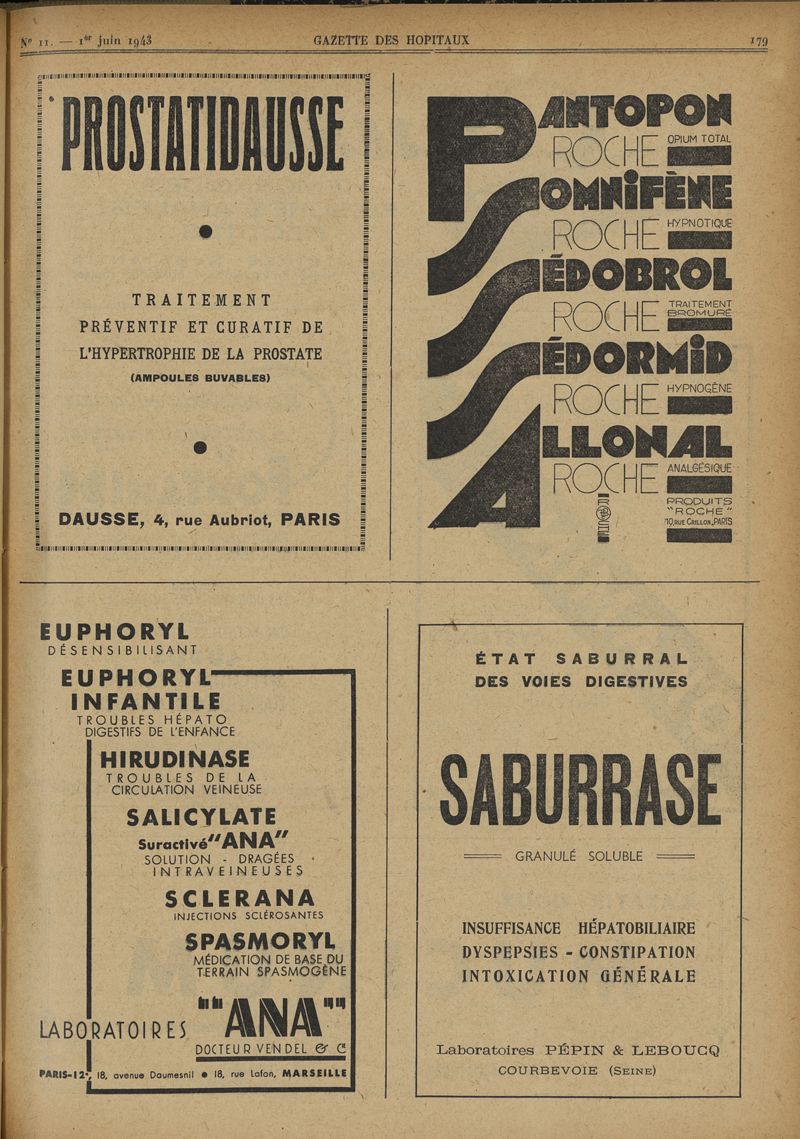 Nº 11. — 1er juin 1943
GAZETTE DES HOPITAUX
179
PROSTATIDAUSSE
TRAITEMENT
PRÉVENTIF ET CURATIF DE
L'HYPERTROPHIE DE LA PROSTATE
(AMPOULES BUVABLES)
DAUSSE, 4, rue Aubriot, PARIS
PANTOPON
ROCHE OPIUM TOTAL
SOMNIFÈNE
ROCHE HYPNOTIQUE
SÉDOBROL
ROCHE TRAITEMENT
BROMURÉ
SÉDORMID
ROCHE HYPNOGÈNE
ALLONAL
ROCHE ANALGÉSIQUE
PRODUITS
"ROCHE"
10, RUE CRILLON, PARIS
EUPHORYL
DÉSENSIBILISANT
EUPHORYL
INFANTILE
TROUBLES HÉPATO
DIGESTIFS DE L'ENFANCE
HIRUDINASE
TROUBLES DE LA
CIRCULATION VEINEUSE
SALICYLATE
Suractivé "ANA"
SOLUTION - DRAGÉES
INTRAVEINEUSES
SCLERANA
INJECTIONS SCLÉROSANTES
SPASMORYL
MÉDICATION DE BASE DU
TERRAIN SPASMOGÈNE
LABORATOIRES "ANA"
DOCTEUR VENDEL & Cie
PARIS-12e, 18, avenue Daumesnil • 18, rue Lafon, MARSEILLE
ÉTAT SABURRAL
DES VOIES DIGESTIVES
SABURRASE
GRANULÉ SOLUBLE
INSUFFISANCE HÉPATOBILIAIRE
DYSPEPSIES - CONSTIPATION
INTOXICATION GÉNÉRALE
Laboratoires PÉPIN & LEBOUCQ
COURBEVOIE (SEINE)